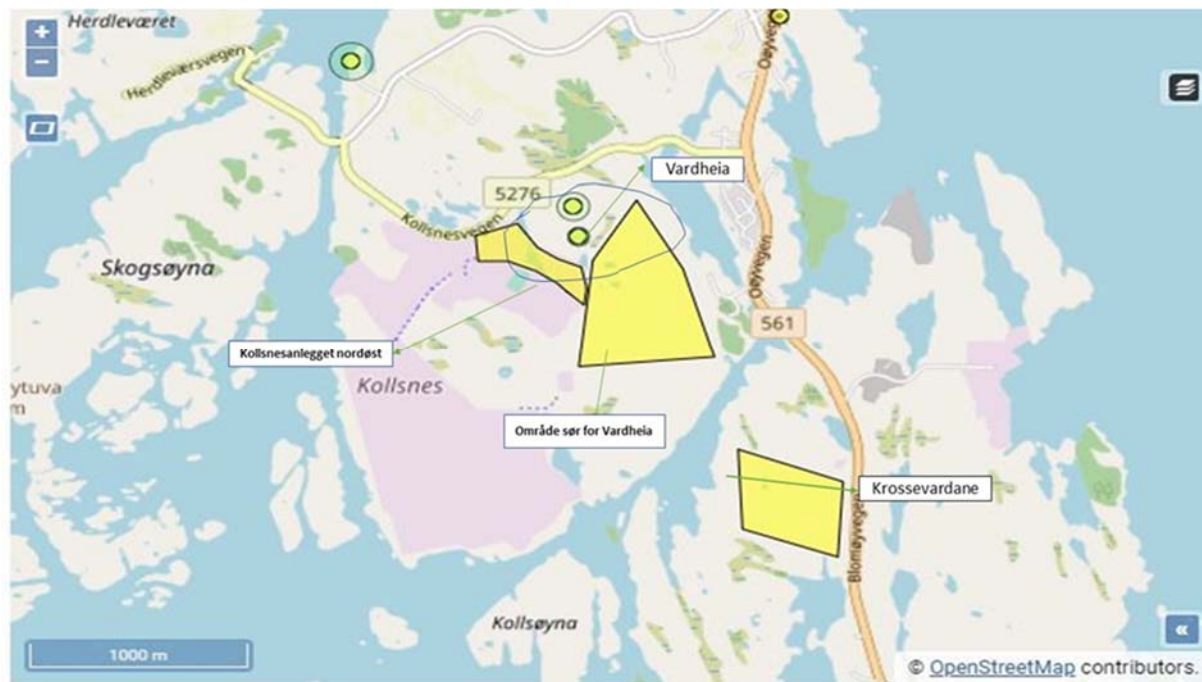 Herdleværet
+
−
Herdleværsvegen
Vardheia
5276
Kollsnesvegen
Skogsøyna
561
Kollsnesanlegget nordøst
Kollsnes
ytuva
m
Område sør for Vardheia
Krossevardane
Blomøyvegen
Kollsøyna
«
1000 m
© OpenStreetMap contributors.